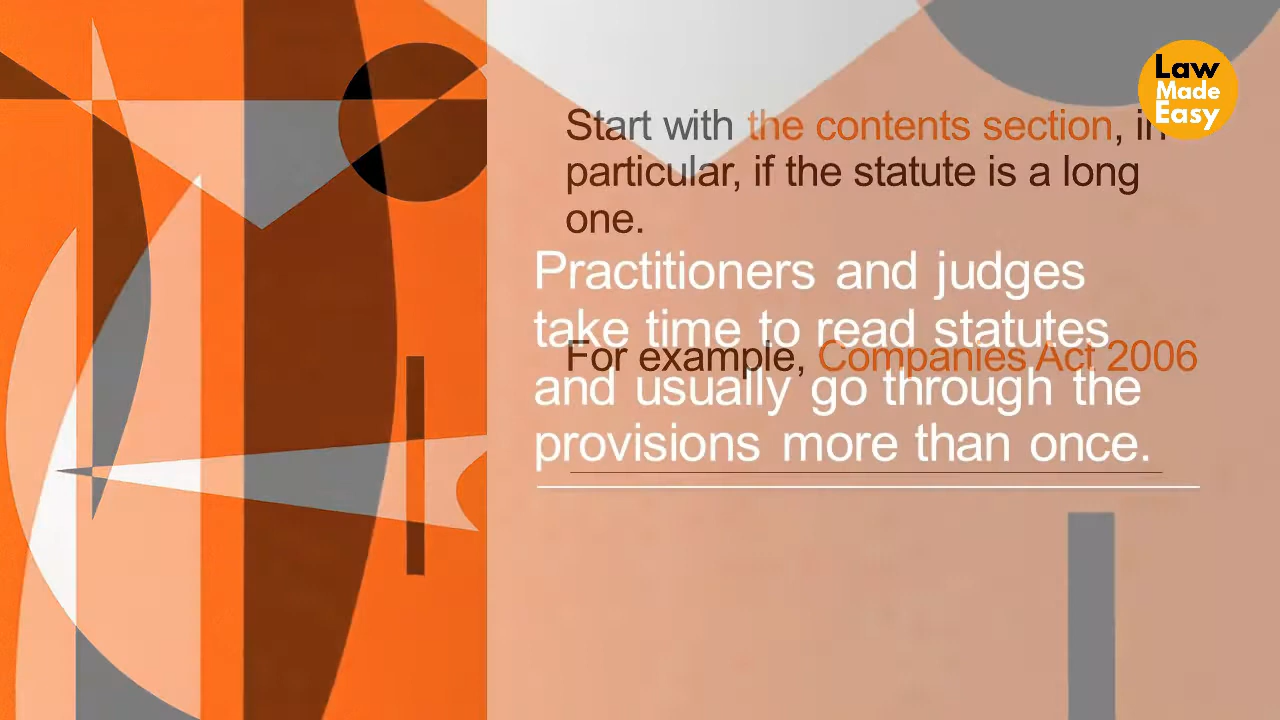 Law
Made
Easy
Start with the contents section, in
particular, if the statute is a long
one.
Practitioners and judges
take time to read statutes
For example, Companies Act 2006
and usually go through the
provisions more than once.